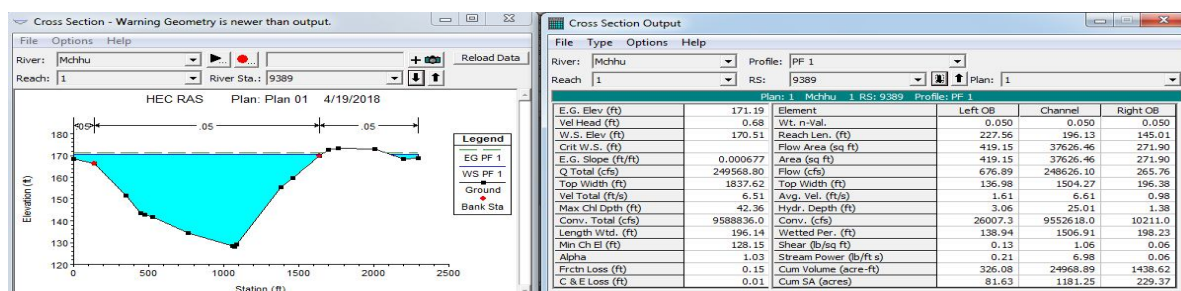 Cross Section - Warning Geometry is newer than output.
File Options Help
River: Mchhu
Reload Data
Reach: 1 River Sta.: 9389
HEC RAS Plan: Plan 01 4/19/2018
.05 .05 .05
Legend
EG PF 1
WS PF 1
Ground
Bank Sta
Elevation (ft)
180
170
160
150
140
130
120
0 500 1000 1500 2000 2500
Station (ft)
Cross Section Output
File Type Options Help
River: Mchhu Profile: PF 1
Reach 1 RS: 9389 Plan: 1
Plan: 1 Mchhu 1 RS: 9389 Profile: PF 1
E.G. Elev (ft) 171.19 Element Left OB Channel Right OB
Vel Head (ft) 0.68 Wt. n-Val. 0.050 0.050 0.050
W.S. Elev (ft) 170.51 Reach Len. (ft) 227.56 196.13 145.01
Crit W.S. (ft) Flow Area (sq ft) 419.15 37626.46 271.90
E.G. Slope (ft/ft) 0.000677 Area (sq ft) 419.15 37626.46 271.90
Q Total (cfs) 249568.80 Flow (cfs) 676.89 248626.10 265.76
Top Width (ft) 1837.62 Top Width (ft) 136.98 1504.27 196.38
Vel Total (ft/s) 6.51 Avg. Vel. (ft/s) 1.61 6.61 0.98
Max Chl Dpth (ft) 42.36 Hydr. Depth (ft) 3.06 25.01 1.38
Conv. Total (cfs) 9588836.0 Conv. (cfs) 26007.3 9552618.0 10211.0
Length Wtd. (ft) 196.14 Wetted Per. (ft) 138.94 1506.91 198.23
Min Ch El (ft) 128.15 Shear (lb/sq ft) 0.13 1.06 0.06
Alpha 1.03 Stream Power (lb/ft s) 0.21 6.98 0.06
Frctn Loss (ft) 0.15 Cum Volume (acre-ft) 326.08 24968.89 1438.62
C & E Loss (ft) 0.01 Cum SA (acres) 81.63 1181.25 229.37